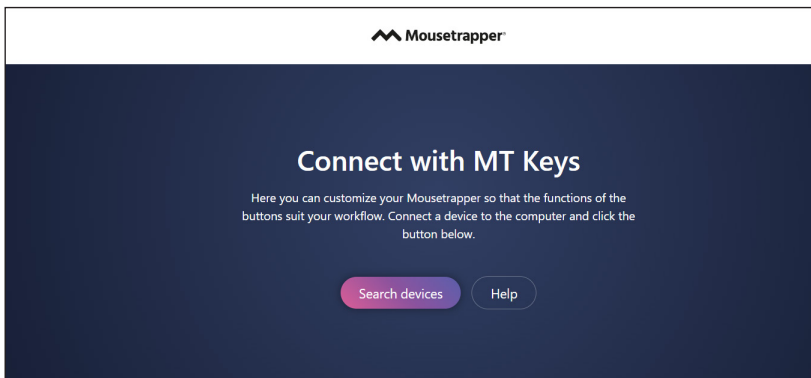 Mousetrapper®
Connect with MT Keys
Here you can customize your Mousetrapper so that the functions of the
buttons suit your workflow. Connect a device to the computer and click the
button below.
Search devices
Help